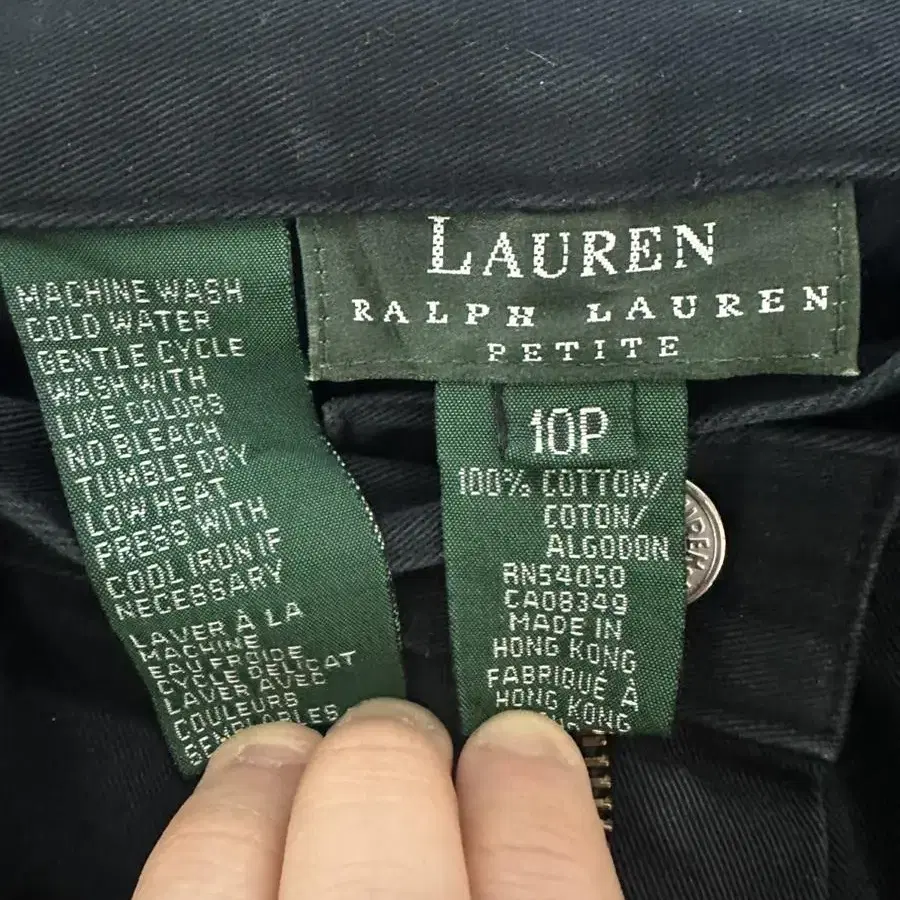 MACHINE WASH
COLD WATER
GENTLE CYCLE
WASH WITH
LIKE COLORS
NO BLEACH
TUMBLE DRY
LOW HEAT
PRESS WITH
COOL IRON IF
NECESSARY
LAVER À LA
MACHINE
EAU FROIDE
CYCLE DELICAT
LAVER AVEC
COULEURS
LAUREN
RALPH LAUREN
PETITE
10P
100% COTTON/
COTON/
ALGODON
RN54050
CA08349
MADE IN
HONG KONG
FABRIQUÉ À
HONG KONG